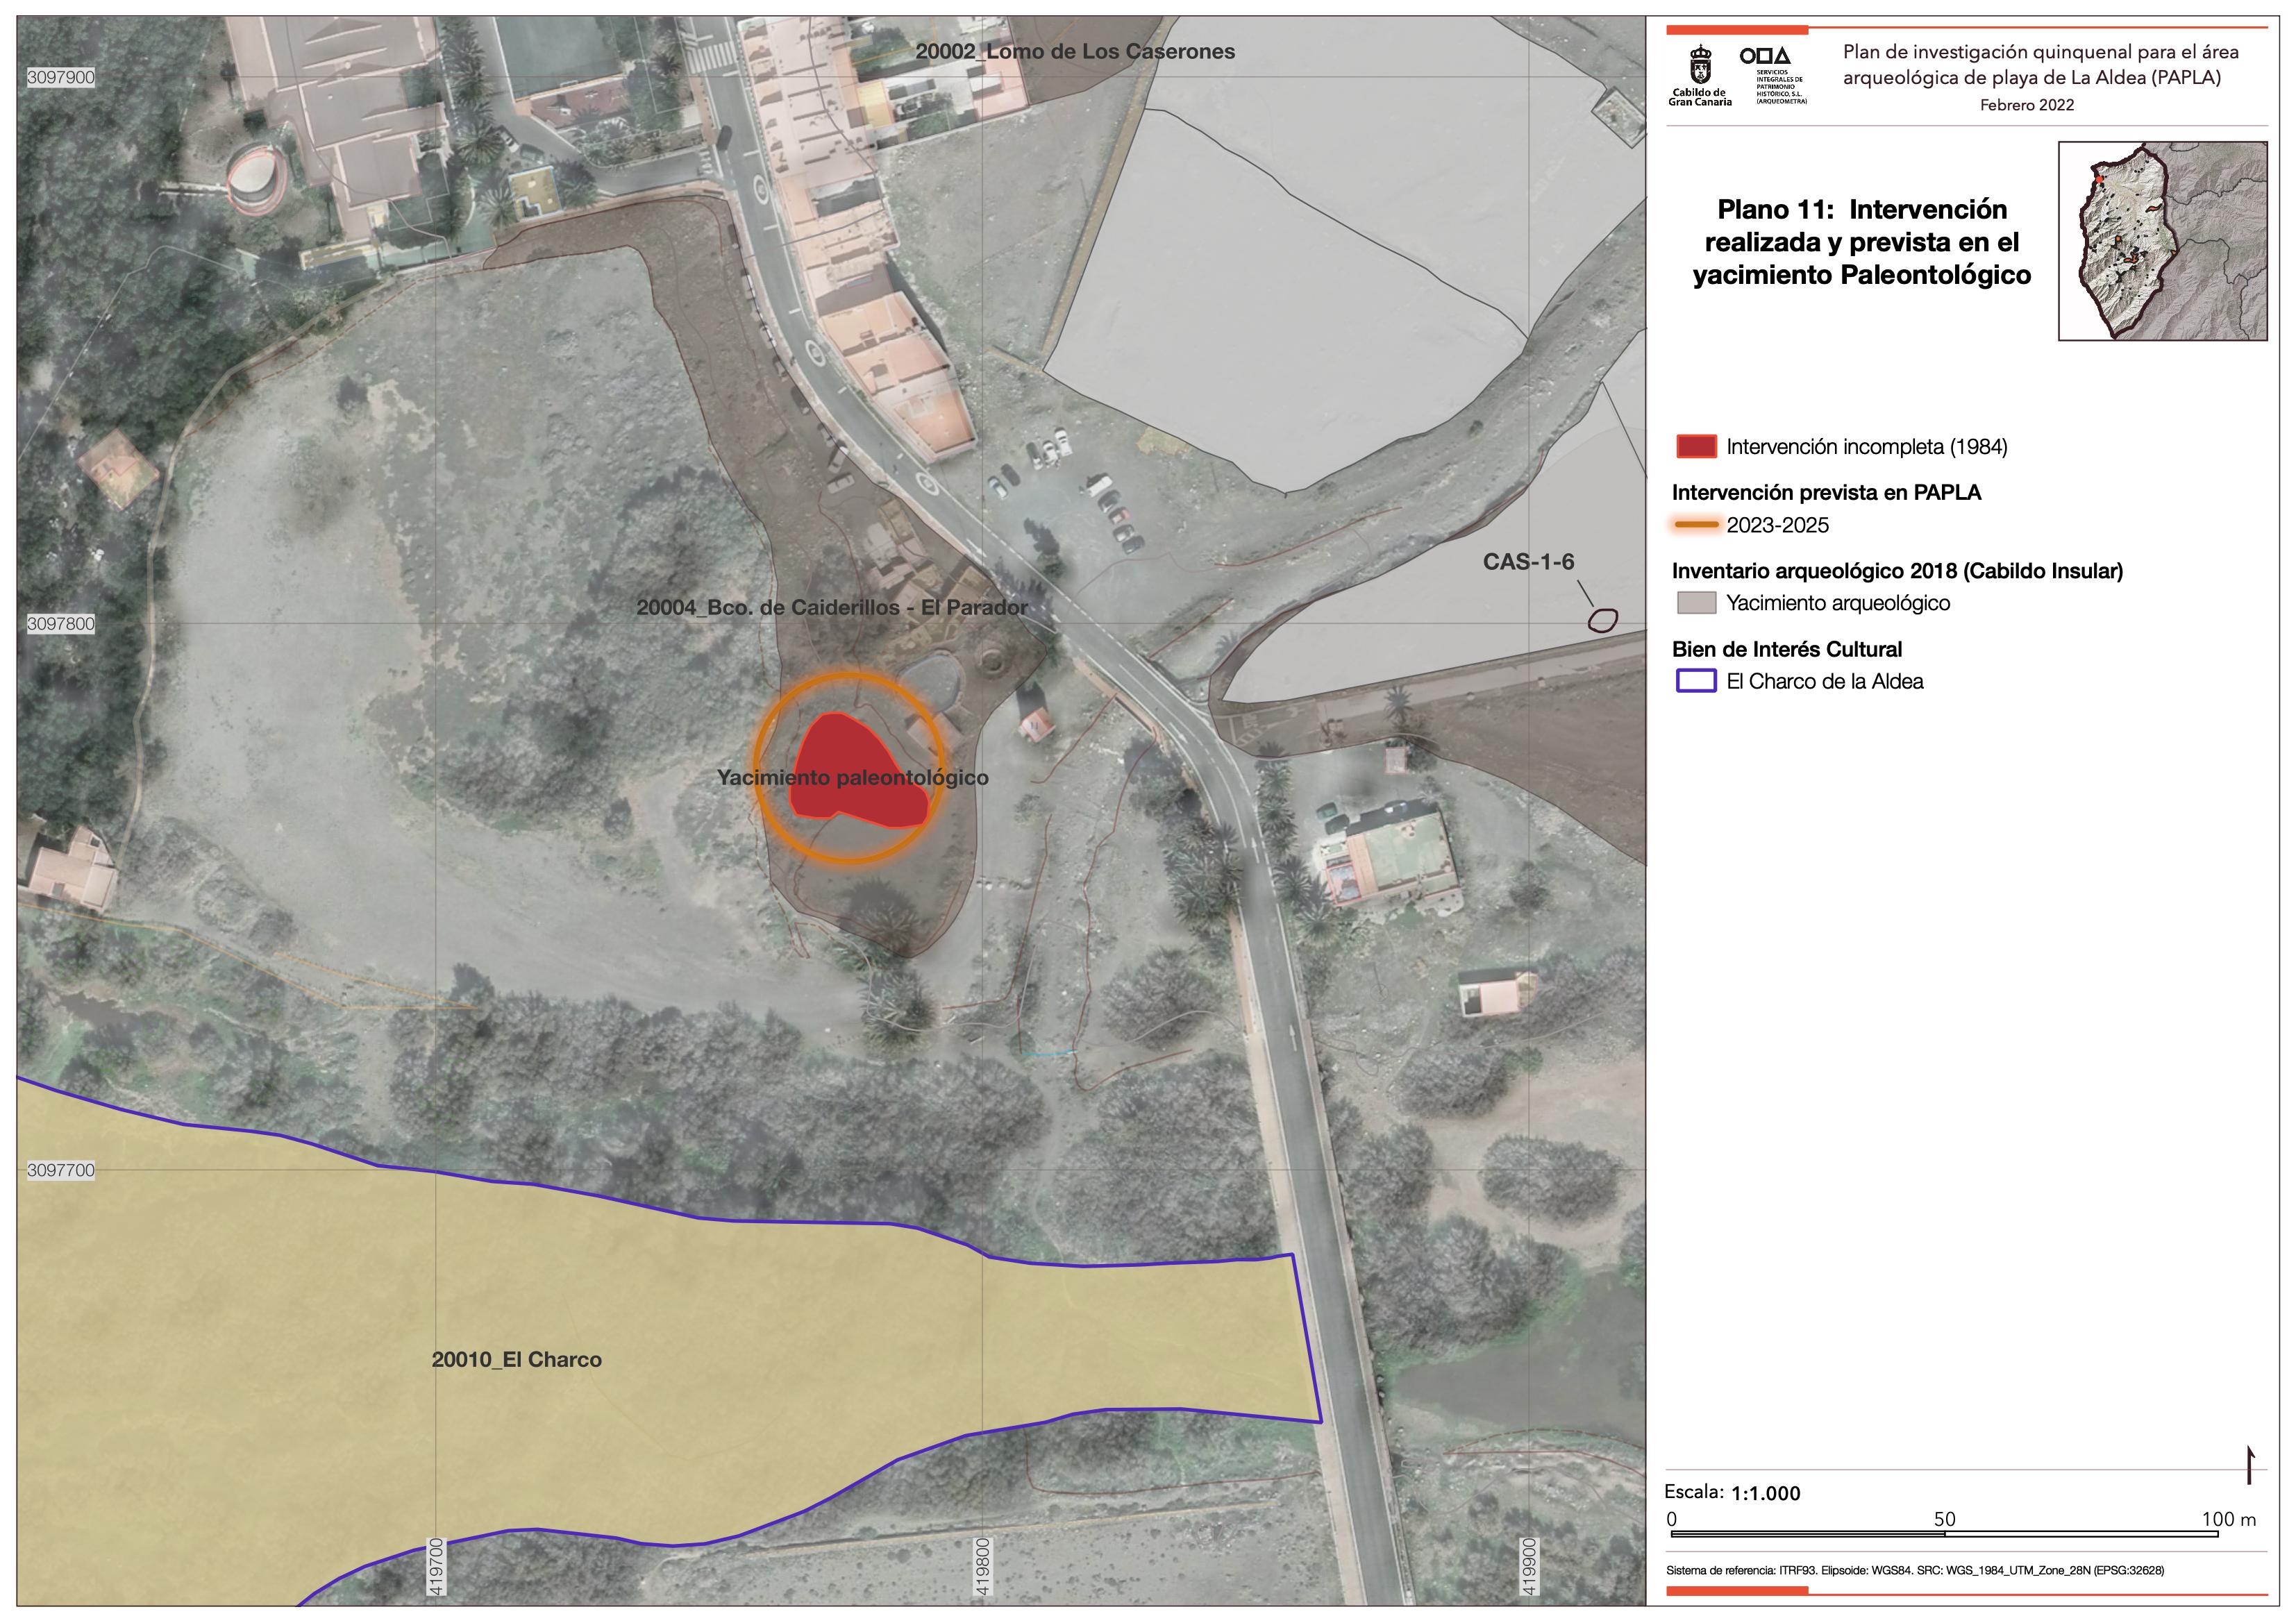 20002_Lomo de Los Caserones
3097900
CAS-1-6
20004_Bco. de Caiderillos - El Parador
3097800
Yacimiento paleontológico
3097700
20010_El Charco
419700
419800
419900
Cabildo de
Gran Canaria
SERVICIOS
INTEGRALES DE
PATRIMONIO
HISTÓRICO, S.L.
(ARQUEOMETRA)
Plan de investigación quinquenal para el área
arqueológica de playa de La Aldea (PAPLA)
Febrero 2022
Plano 11: Intervención
realizada y prevista en el
yacimiento Paleontológico
Intervención incompleta (1984)
Intervención prevista en PAPLA
2023-2025
Inventario arqueológico 2018 (Cabildo Insular)
Yacimiento arqueológico
Bien de Interés Cultural
El Charco de la Aldea
Escala: 1:1.000
0 50 100 m
Sistema de referencia: ITRF93. Elipsoide: WGS84. SRC: WGS_1984_UTM_Zone_28N (EPSG:32628)